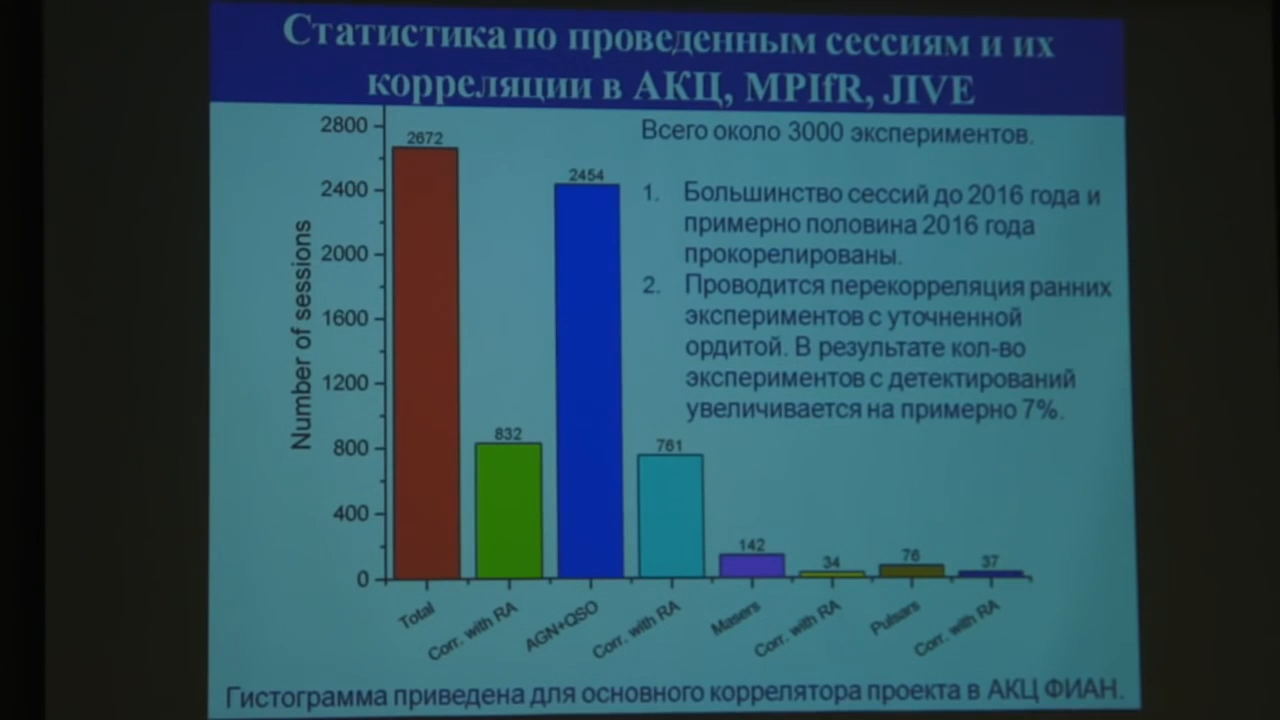 Статистика по проведенным сессиям и их
корреляции в АКЦ, MPIfR, JIVE
Всего около 3000 экспериментов.
1. Большинство сессий до 2016 года и
примерно половина 2016 года
прокорелированы.
2. Проводится перекорреляция ранних
экспериментов с уточненной
ордитой. В результате кол-во
экспериментов с детектирований
увеличивается на примерно 7%.
Number of sessions
2800
2400
2000
1600
1200
800
400
0
2672
832
2454
761
142
34
76
37
Total
Corr. with RA
AGN+QSO
Corr. with RA
Masers
Corr. with RA
Pulsars
Corr. with RA
Гистограмма приведена для основного коррелятора проекта в АКЦ ФИАН.